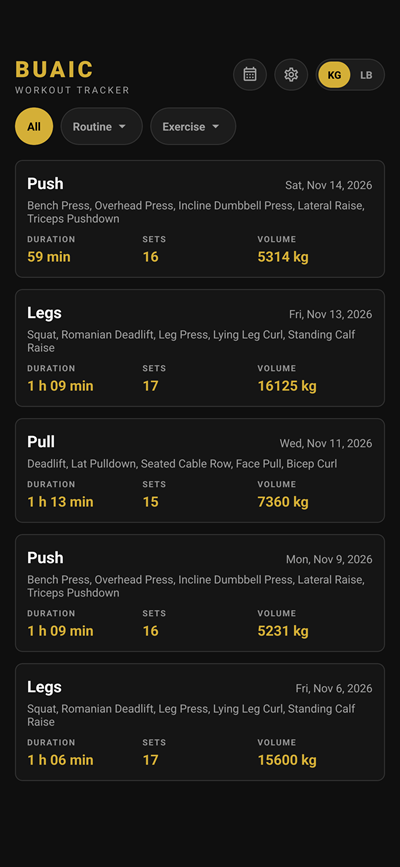 BUAIC
WORKOUT TRACKER
KG LB
All Routine Exercise
Push Sat, Nov 14, 2026
Bench Press, Overhead Press, Incline Dumbbell Press, Lateral Raise,
Triceps Pushdown
DURATION SETS VOLUME
59 min 16 5314 kg
Legs Fri, Nov 13, 2026
Squat, Romanian Deadlift, Leg Press, Lying Leg Curl, Standing Calf
Raise
DURATION SETS VOLUME
1 h 09 min 17 16125 kg
Pull Wed, Nov 11, 2026
Deadlift, Lat Pulldown, Seated Cable Row, Face Pull, Bicep Curl
DURATION SETS VOLUME
1 h 13 min 15 7360 kg
Push Mon, Nov 9, 2026
Bench Press, Overhead Press, Incline Dumbbell Press, Lateral Raise,
Triceps Pushdown
DURATION SETS VOLUME
1 h 09 min 16 5231 kg
Legs Fri, Nov 6, 2026
Squat, Romanian Deadlift, Leg Press, Lying Leg Curl, Standing Calf
Raise
DURATION SETS VOLUME
1 h 06 min 17 15600 kg